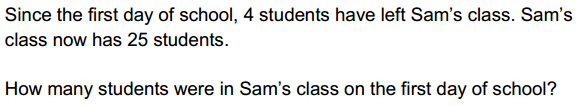 Since the first day of school, 4 students have left Sam’s class. Sam’s
class now has 25 students.
How many students were in Sam’s class on the first day of school?